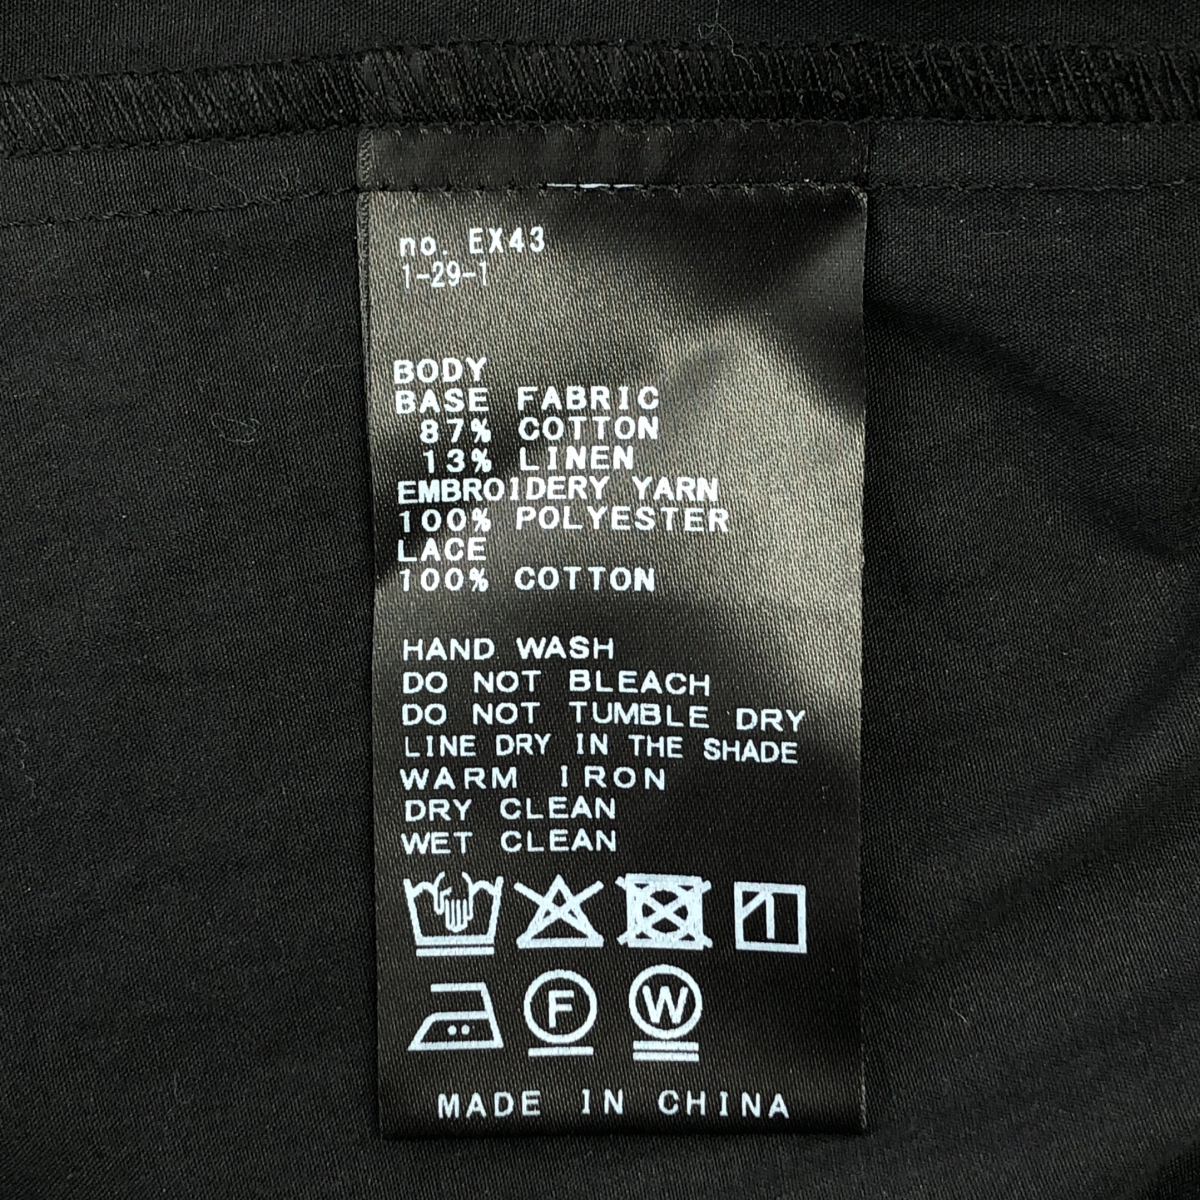 no. EX43
1-29-1
BODY
BASE FABRIC
87% COTTON
13% LINEN
EMBROIDERY YARN
100% POLYESTER
LACE
100% COTTON
HAND WASH
DO NOT BLEACH
DO NOT TUMBLE DRY
LINE DRY IN THE SHADE
WARM IRON
DRY CLEAN
WET CLEAN
F W
MADE IN CHINA